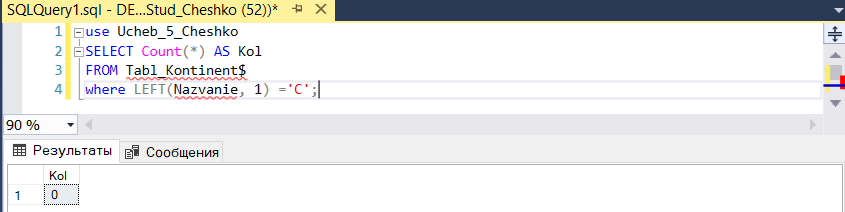 SQLQuery1.sql - DE...Stud_Cheshko (52))*
1 use Ucheb_5_Cheshko
2 SELECT Count(*) AS Kol
3 FROM Tabl_Kontinent$
4 where LEFT(Nazvanie, 1) ='C';
90 %
Результаты Сообщения
Kol
1 0